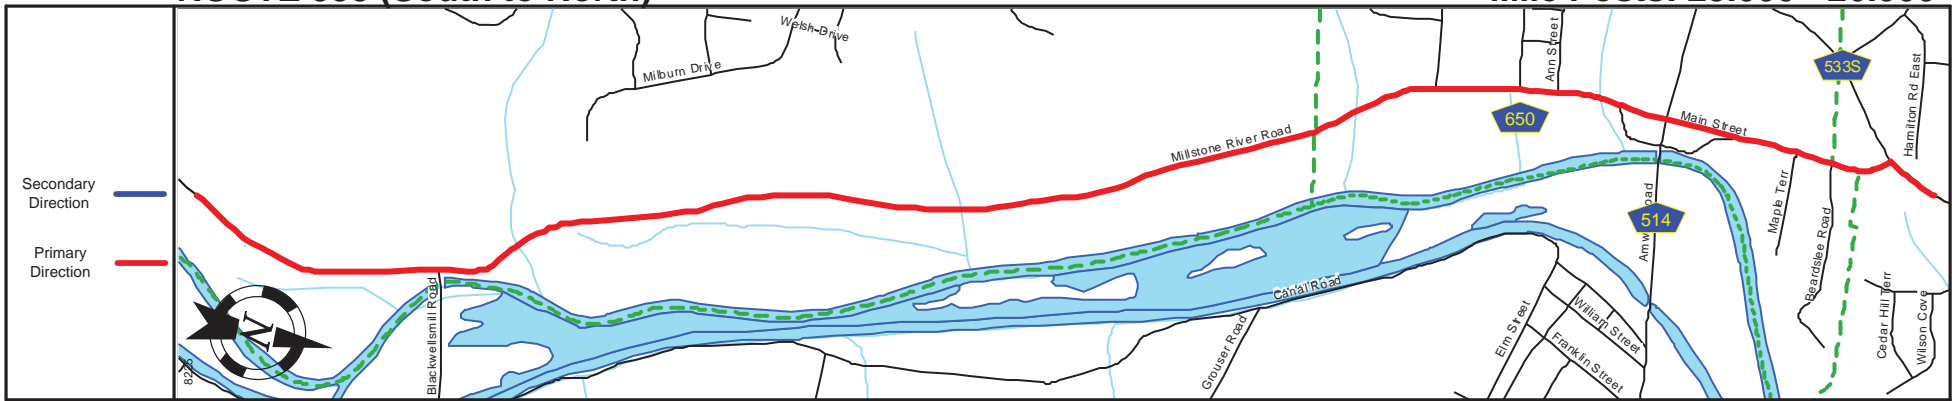 Secondary
Direction
Primary
Direction
Welsh Drive
Milburn Drive
Millstone River Road
Ann Street
650
Main Street
533S
Hamilton Rd East
514
Maple Terr
Beardslee Road
Cedar Hill Terr
Wilson Cove
Blackwellsmill Road
Canal Road
Grouser Road
Elm Street
William Street
Franklin Street
N